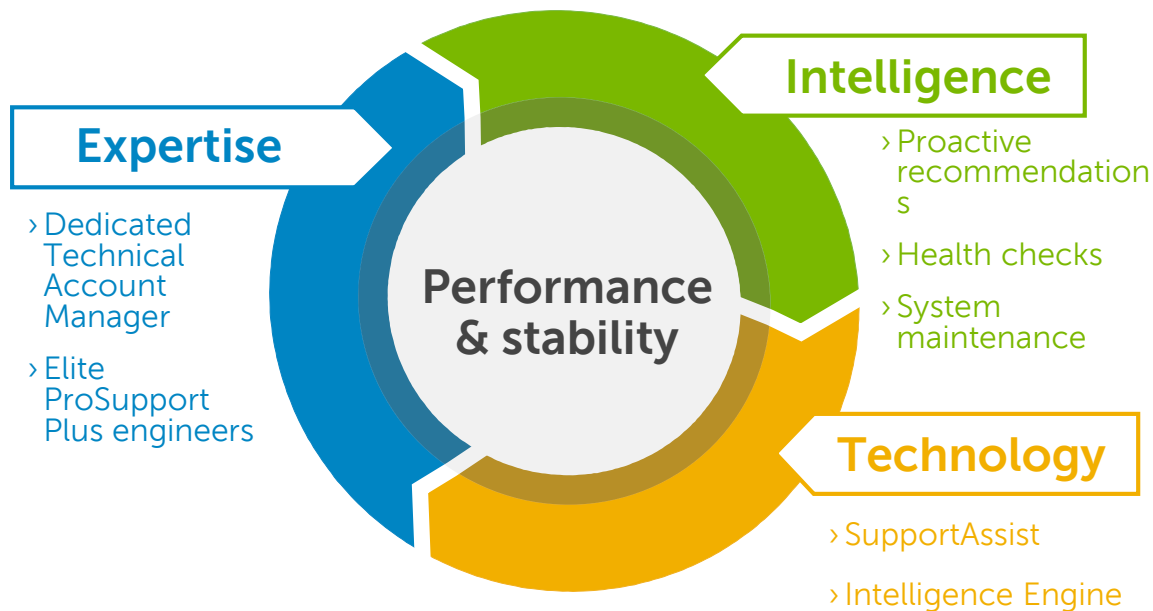 Expertise
› Dedicated
Technical
Account
Manager
› Elite
ProSupport
Plus engineers
Performance
& stability
Intelligence
› Proactive
recommendation
s
› Health checks
› System
maintenance
Technology
› SupportAssist
› Intelligence Engine